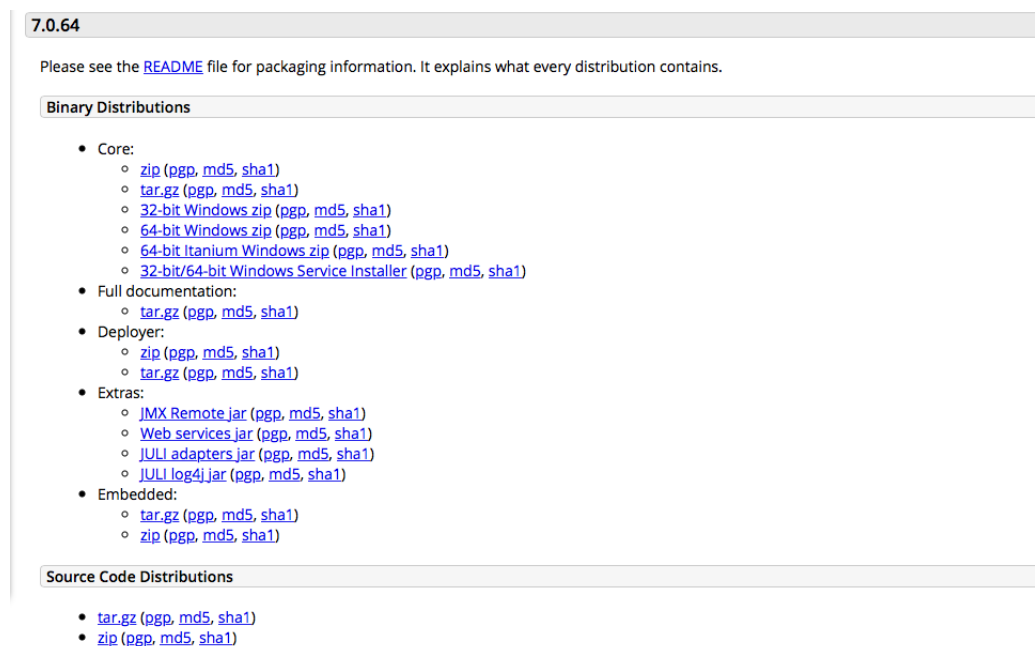 7.0.64
Please see the README file for packaging information. It explains what every distribution contains.
Binary Distributions
Core:
zip (pgp, md5, sha1)
tar.gz (pgp, md5, sha1)
32-bit Windows zip (pgp, md5, sha1)
64-bit Windows zip (pgp, md5, sha1)
64-bit Itanium Windows zip (pgp, md5, sha1)
32-bit/64-bit Windows Service Installer (pgp, md5, sha1)
Full documentation:
tar.gz (pgp, md5, sha1)
Deployer:
zip (pgp, md5, sha1)
tar.gz (pgp, md5, sha1)
Extras:
JMX Remote jar (pgp, md5, sha1)
Web services jar (pgp, md5, sha1)
JULI adapters jar (pgp, md5, sha1)
JULI log4j jar (pgp, md5, sha1)
Embedded:
tar.gz (pgp, md5, sha1)
zip (pgp, md5, sha1)
Source Code Distributions
tar.gz (pgp, md5, sha1)
zip (pgp, md5, sha1)